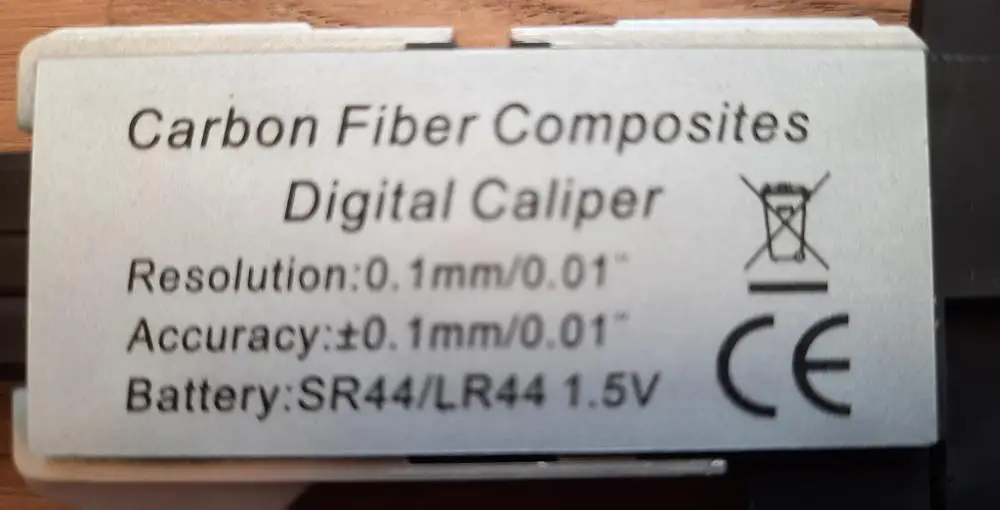 Carbon Fiber Composites
Digital Caliper
Resolution:0.1mm/0.01"
Accuracy:±0.1mm/0.01"
Battery:SR44/LR44 1.5V
CE